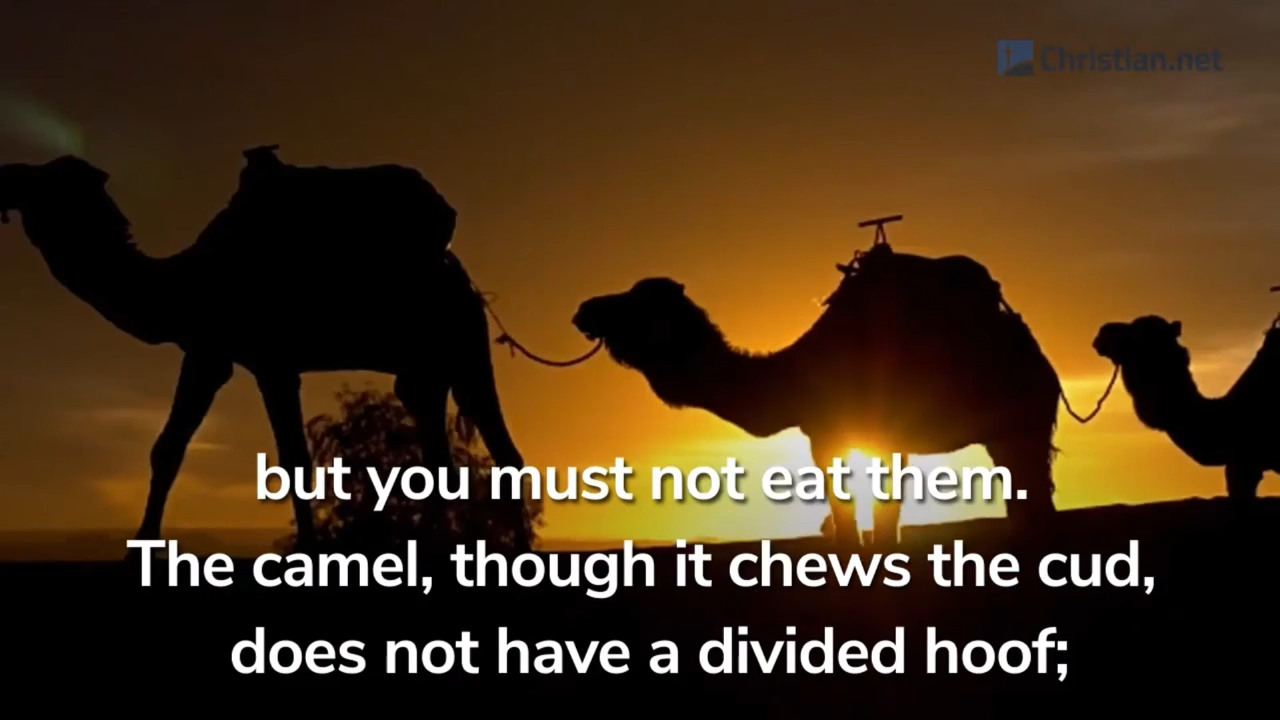 Christian.net
but you must not eat them.
The camel, though it chews the cud,
does not have a divided hoof;